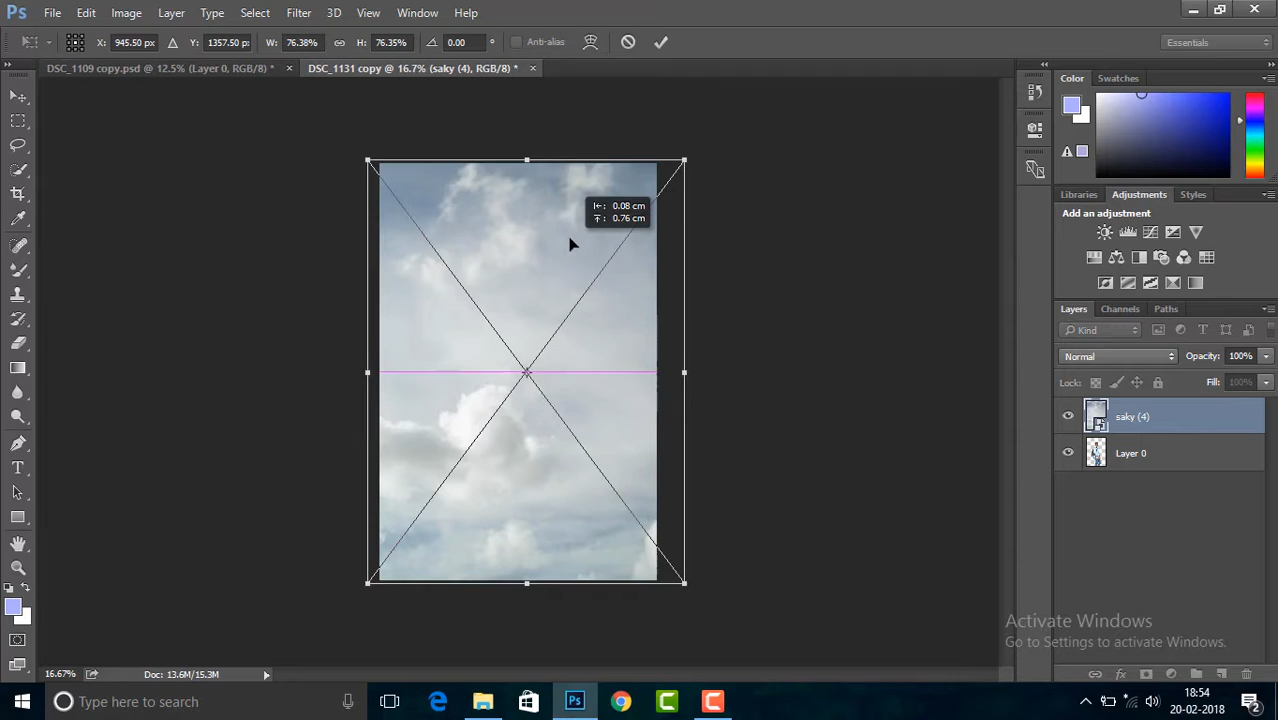 Ps File Edit Image Layer Type Select Filter 3D View Window Help
X: 945.50 px Y: 1357.50 px W: 76.38% H: 76.35% 0.00 ° Anti-alias Essentials
DSC_1109 copy.psd @ 12.5% (Layer 0, RGB/8) * × DSC_1131 copy @ 16.7% (saky (4), RGB/8) * ×
Color Swatches
Libraries Adjustments Styles
Add an adjustment
0.08 cm
0.76 cm
Layers Channels Paths
Kind
Normal Opacity: 100%
Lock: Fill: 100%
saky (4)
Layer 0
Activate Windows
Go to Settings to activate Windows.
16.67% Doc: 13.6M/15.3M
Type here to search
18:54
20-02-2018
2